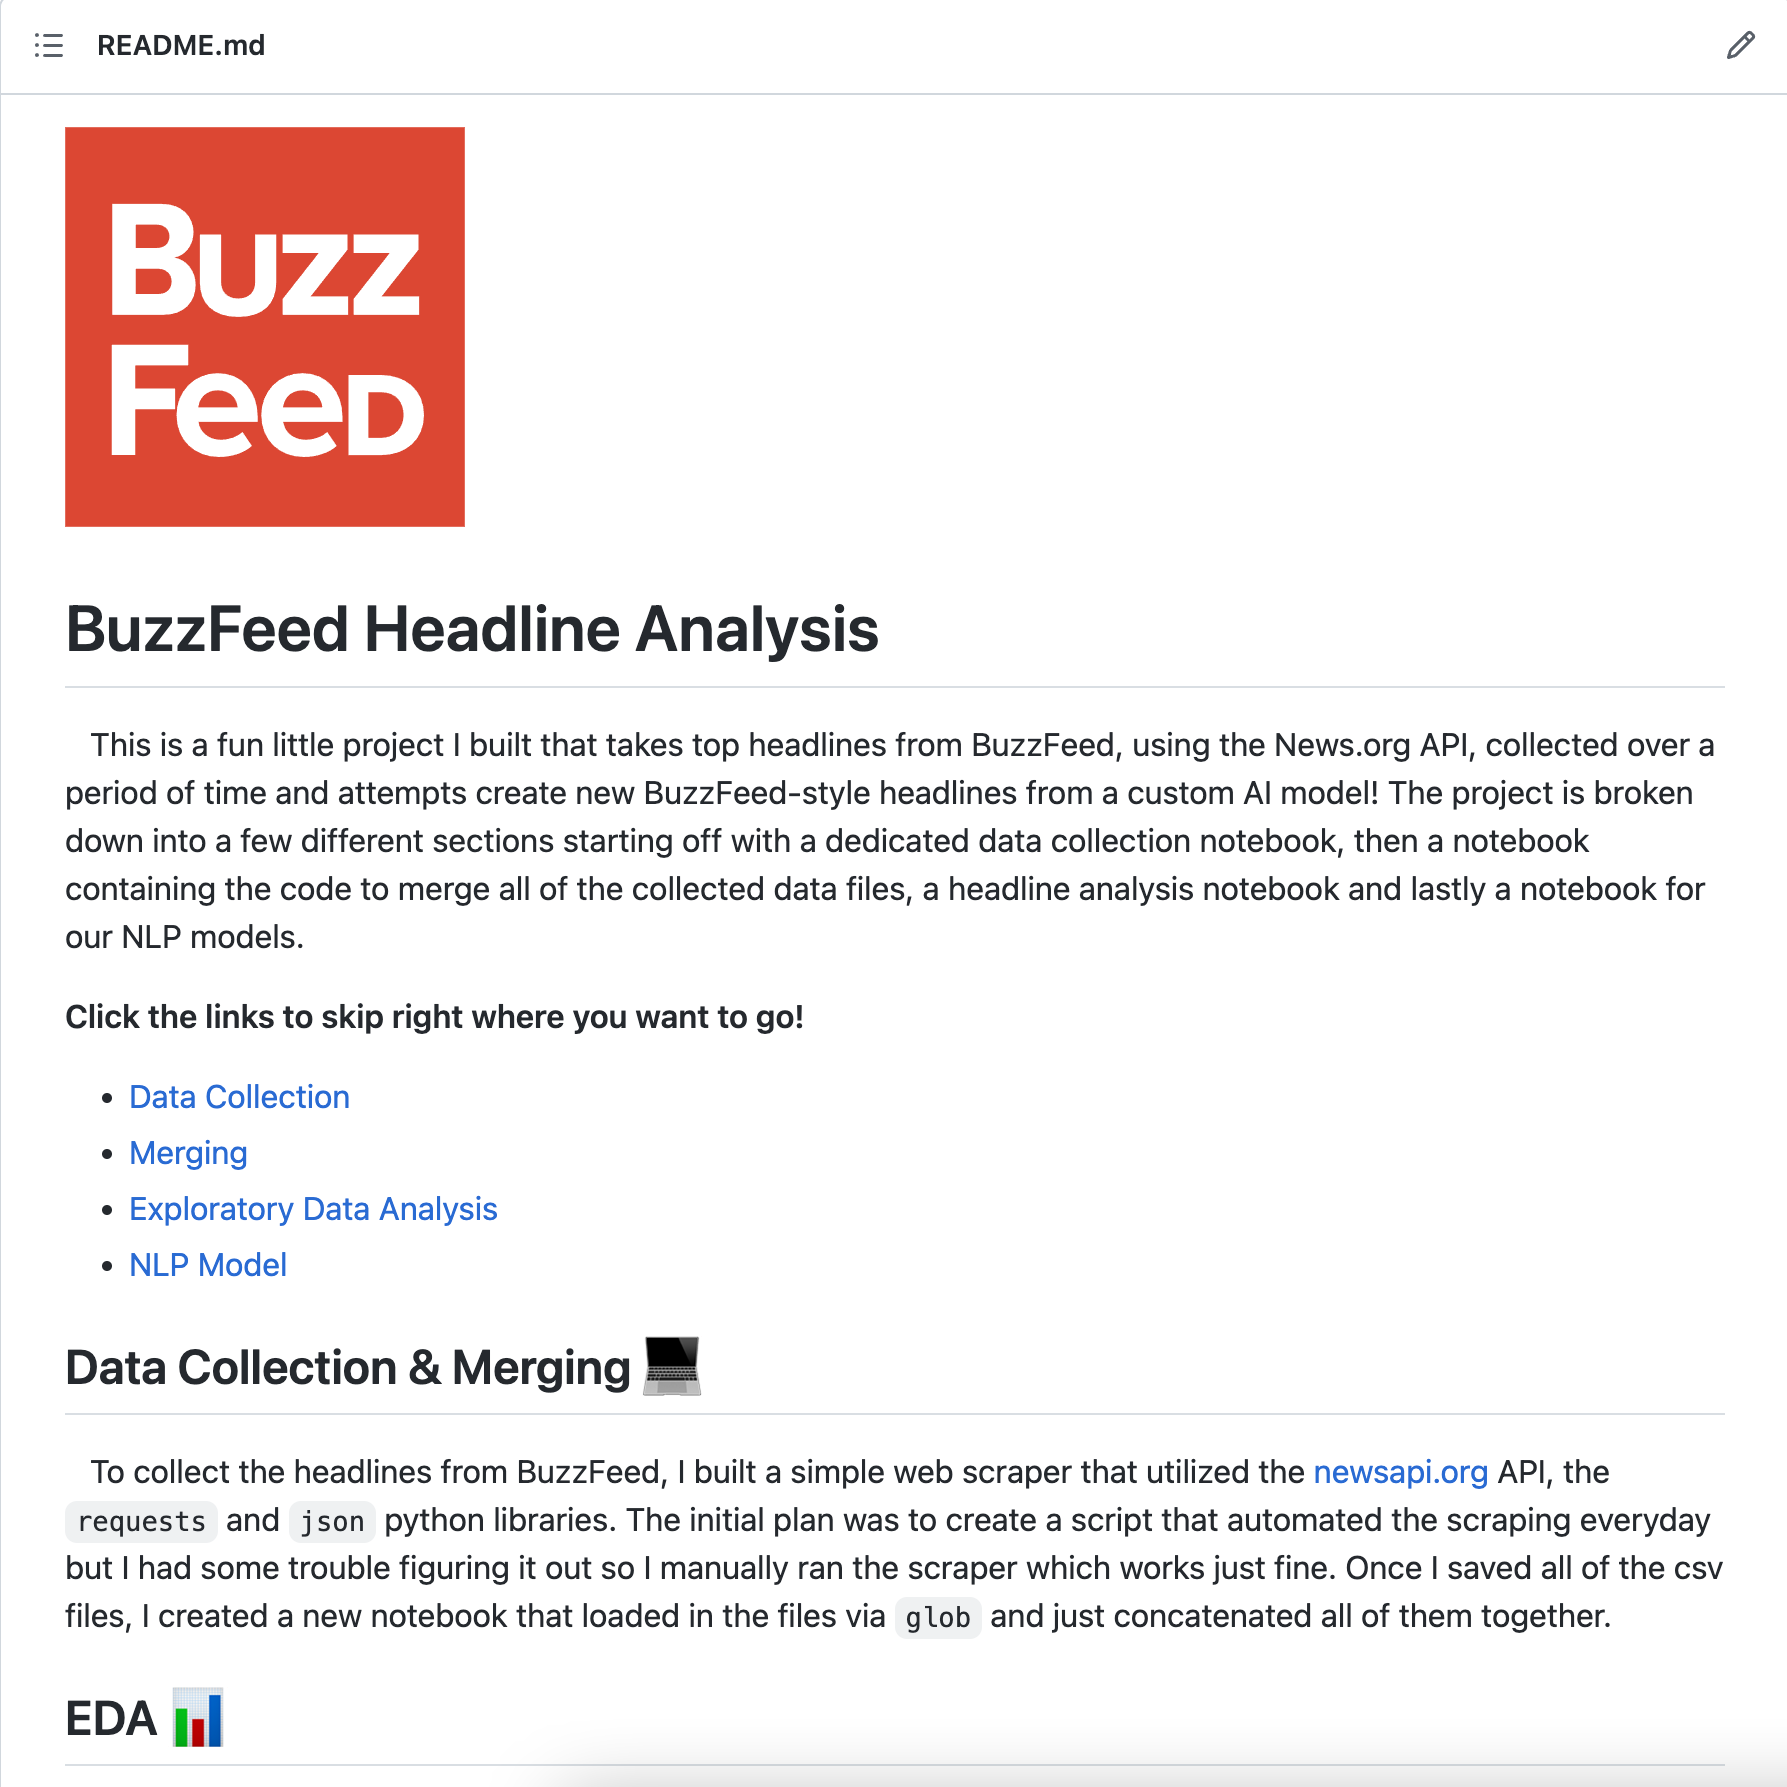 README.md
Buzz
Feed
BuzzFeed Headline Analysis
This is a fun little project I built that takes top headlines from BuzzFeed, using the News.org API, collected over a
period of time and attempts create new BuzzFeed-style headlines from a custom AI model! The project is broken
down into a few different sections starting off with a dedicated data collection notebook, then a notebook
containing the code to merge all of the collected data files, a headline analysis notebook and lastly a notebook for
our NLP models.
Click the links to skip right where you want to go!
• Data Collection
• Merging
• Exploratory Data Analysis
• NLP Model
Data Collection & Merging 💻
To collect the headlines from BuzzFeed, I built a simple web scraper that utilized the newsapi.org API, the
requests and json python libraries. The initial plan was to create a script that automated the scraping everyday
but I had some trouble figuring it out so I manually ran the scraper which works just fine. Once I saved all of the csv
files, I created a new notebook that loaded in the files via glob and just concatenated all of them together.
EDA 📊